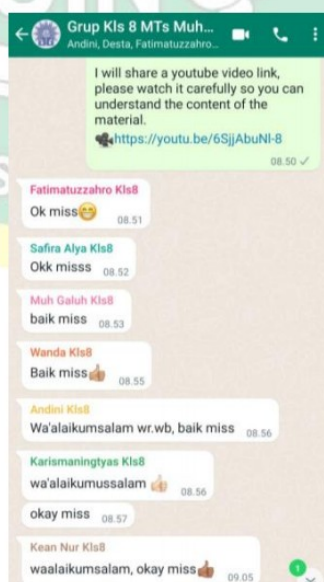 Grup Kls 8 MTs Muh...
Andini, Desta, Fatimatuzzahro...
I will share a youtube video link,
please watch it carefully so you can
understand the content of the
material.
https://youtu.be/6SjjAbuNl-8
08.50
Fatimatuzzahro Kls8
Ok miss😁 08.51
Safira Alya Kls8
Okk misss 08.52
Muh Galuh Kls8
baik miss 08.53
Wanda Kls8
Baik miss👍🏼 08.55
Andini Kls8
Wa'alaikumsalam wr.wb, baik miss 08.56
Karismaningtyas Kls8
wa'alaikumussalam 👍🏻 08.56
okay miss 08.57
Kean Nur Kls8
waalaikumsalam, okay miss👍🏾 09.05
1